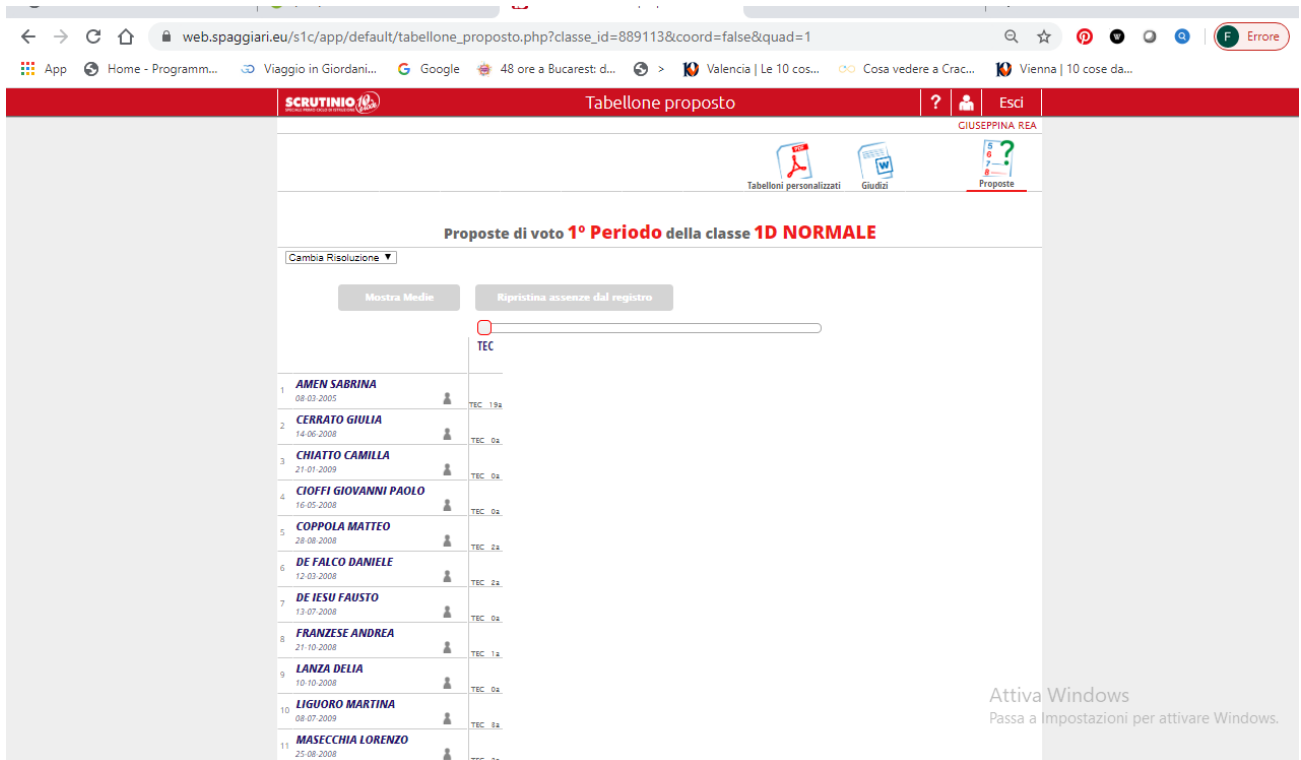 web.spaggiari.eu/s1c/app/default/tabellone_proposto.php?classe_id=889113&coord=false&quad=1
F Errore
App Home - Programm... Viaggio in Giordani... Google 48 ore a Bucarest: d... > Valencia | Le 10 cos... Cosa vedere a Crac... Vienna | 10 cose da...
SCRUTINIO 10 Tabellone proposto ? Esci
GIUSEPPINA REA
Tabelloni personalizzati Giudizi Proposte
Proposte di voto 1º Periodo della classe 1D NORMALE
Cambia Risoluzione ▼
Mostra Medie Ripristina assenze dal registro
TEC
1 AMEN SABRINA
08-03-2005
TEC 19a
2 CERRATO GIULIA
14-06-2008
TEC 0a
3 CHIATTO CAMILLA
21-01-2009
TEC 0a
4 CIOFFI GIOVANNI PAOLO
16-05-2008
TEC 0a
5 COPPOLA MATTEO
28-08-2008
TEC 2a
6 DE FALCO DANIELE
12-03-2008
TEC 2a
7 DE IESU FAUSTO
13-07-2008
TEC 0a
8 FRANZESE ANDREA
21-10-2008
TEC 1a
9 LANZA DELIA
10-10-2008
TEC 0a
10 LIGUORO MARTINA
08-07-2009
TEC
11 MASECCHIA LORENZO
25-08-2008
Attiva Windows
Passa a Impostazioni per attivare Windows.